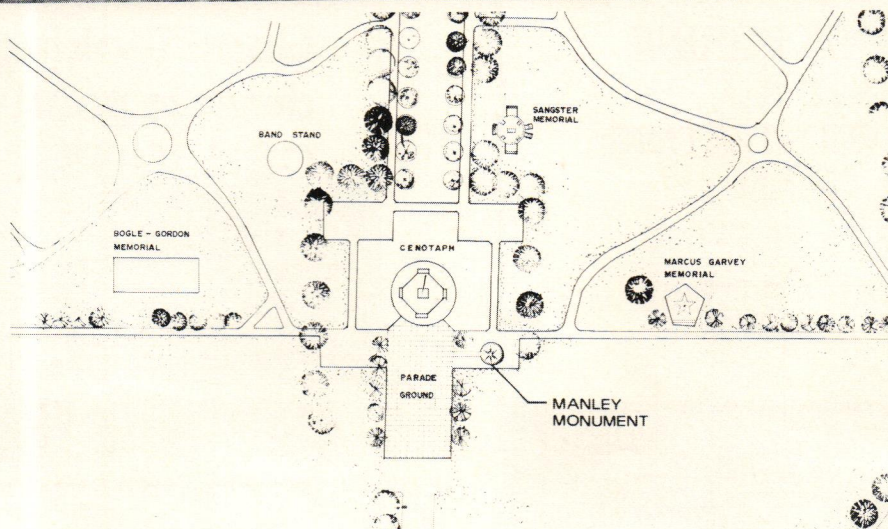 SANGSTER
MEMORIAL
BAND STAND
BOGLE - GORDON
MEMORIAL
CENOTAPH
MARCUS GARVEY
MEMORIAL
PARADE
GROUND
MANLEY
MONUMENT